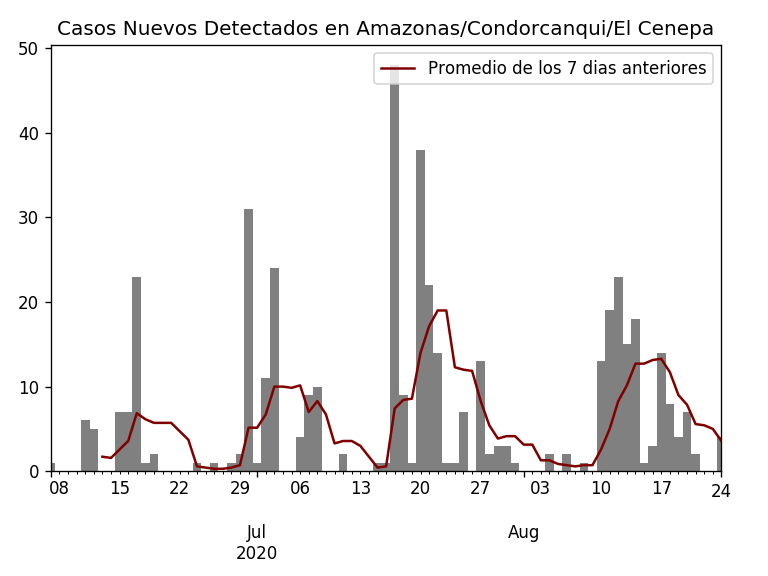 Casos Nuevos Detectados en Amazonas/Condorcanqui/El Cenepa
Promedio de los 7 dias anteriores
50
40
30
20
10
0
08 15 22 29 06 13 20 27 03 10 17 24
Jul Aug
2020